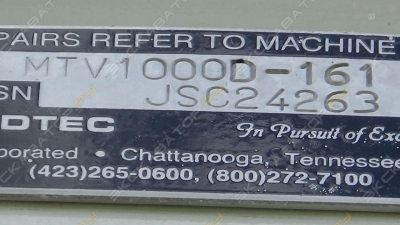 PAIRS REFER TO MACHINE
MTV1000D-161
SN JSC24263
DTEC In Pursuit of Exc
orporated • Chattanooga, Tennessee
(423)265-0600, (800)272-7100